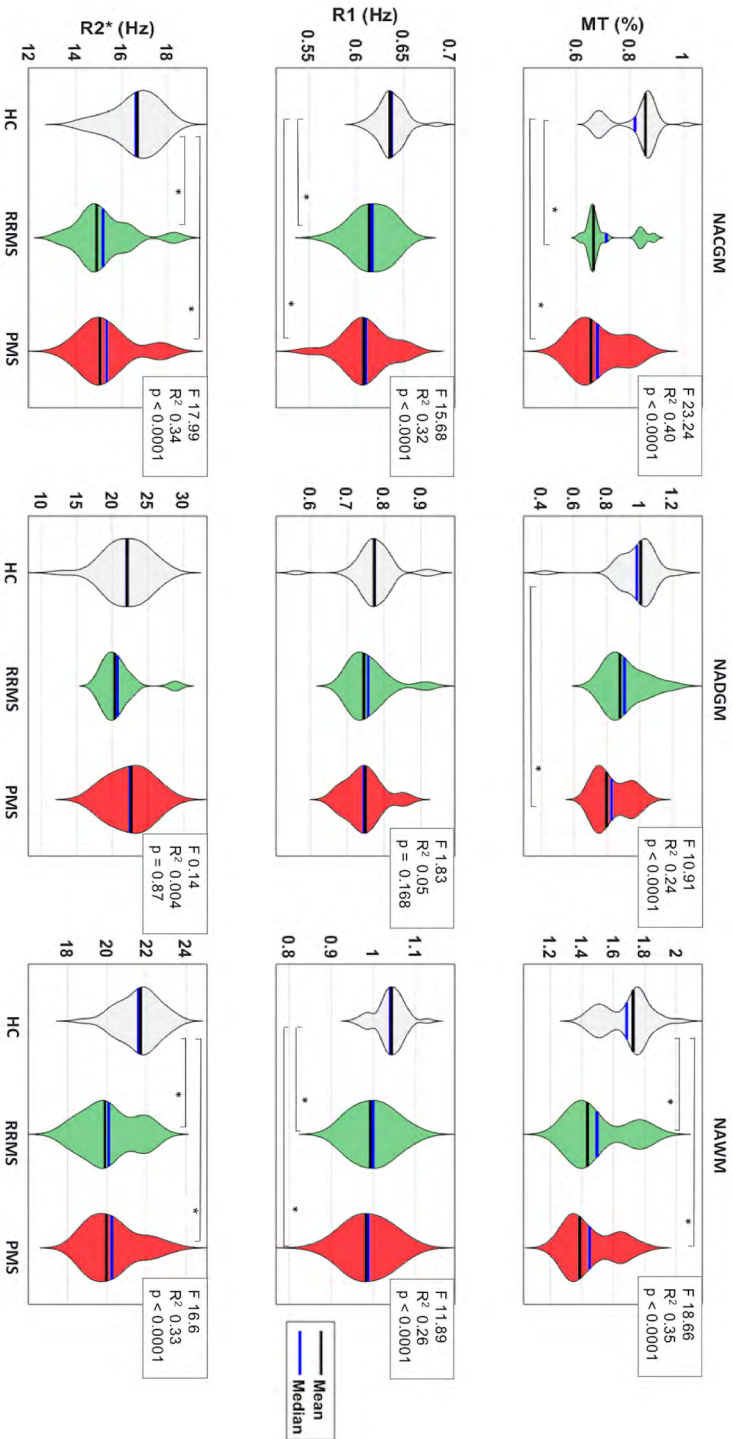 NACGM
NADGM
NAWM
MT (%)
0.6
0.8
1
F 23.24
R² 0.40
p < 0.0001
*
*
0.4
0.6
0.8
1
1.2
F 10.91
R² 0.24
p < 0.0001
*
1.2
1.4
1.6
1.8
2
F 18.66
R² 0.35
p < 0.0001
*
*
R1 (Hz)
0.55
0.6
0.65
0.7
F 15.68
R² 0.32
p < 0.0001
*
*
0.6
0.7
0.8
0.9
F 1.83
R² 0.05
p = 0.168
0.8
0.9
1
1.1
F 11.89
R² 0.26
p < 0.0001
*
*
Mean
Median
R2* (Hz)
12
14
16
18
F 17.99
R² 0.34
p < 0.0001
*
*
HC
RRMS
PMS
10
15
20
25
30
F 0.14
R² 0.004
p = 0.87
HC
RRMS
PMS
18
20
22
24
F 16.6
R² 0.33
p < 0.0001
*
*
HC
RRMS
PMS